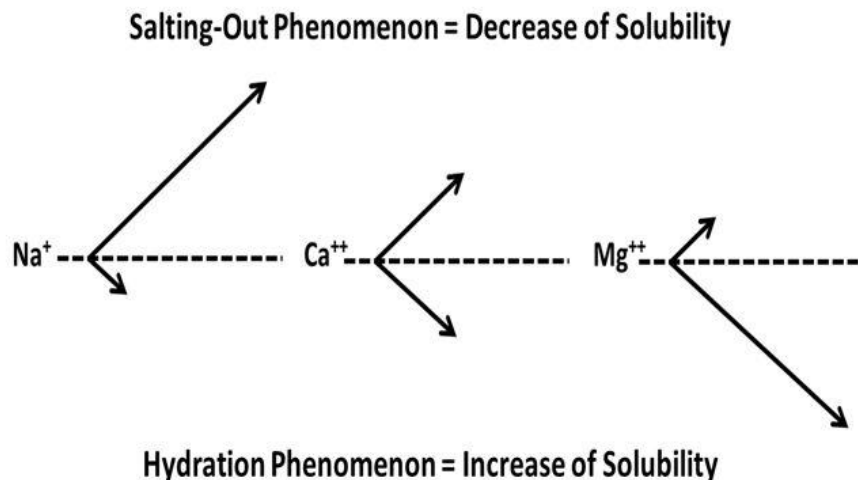 Salting-Out Phenomenon = Decrease of Solubility
Na⁺
Ca⁺⁺
Mg⁺⁺
Hydration Phenomenon = Increase of Solubility